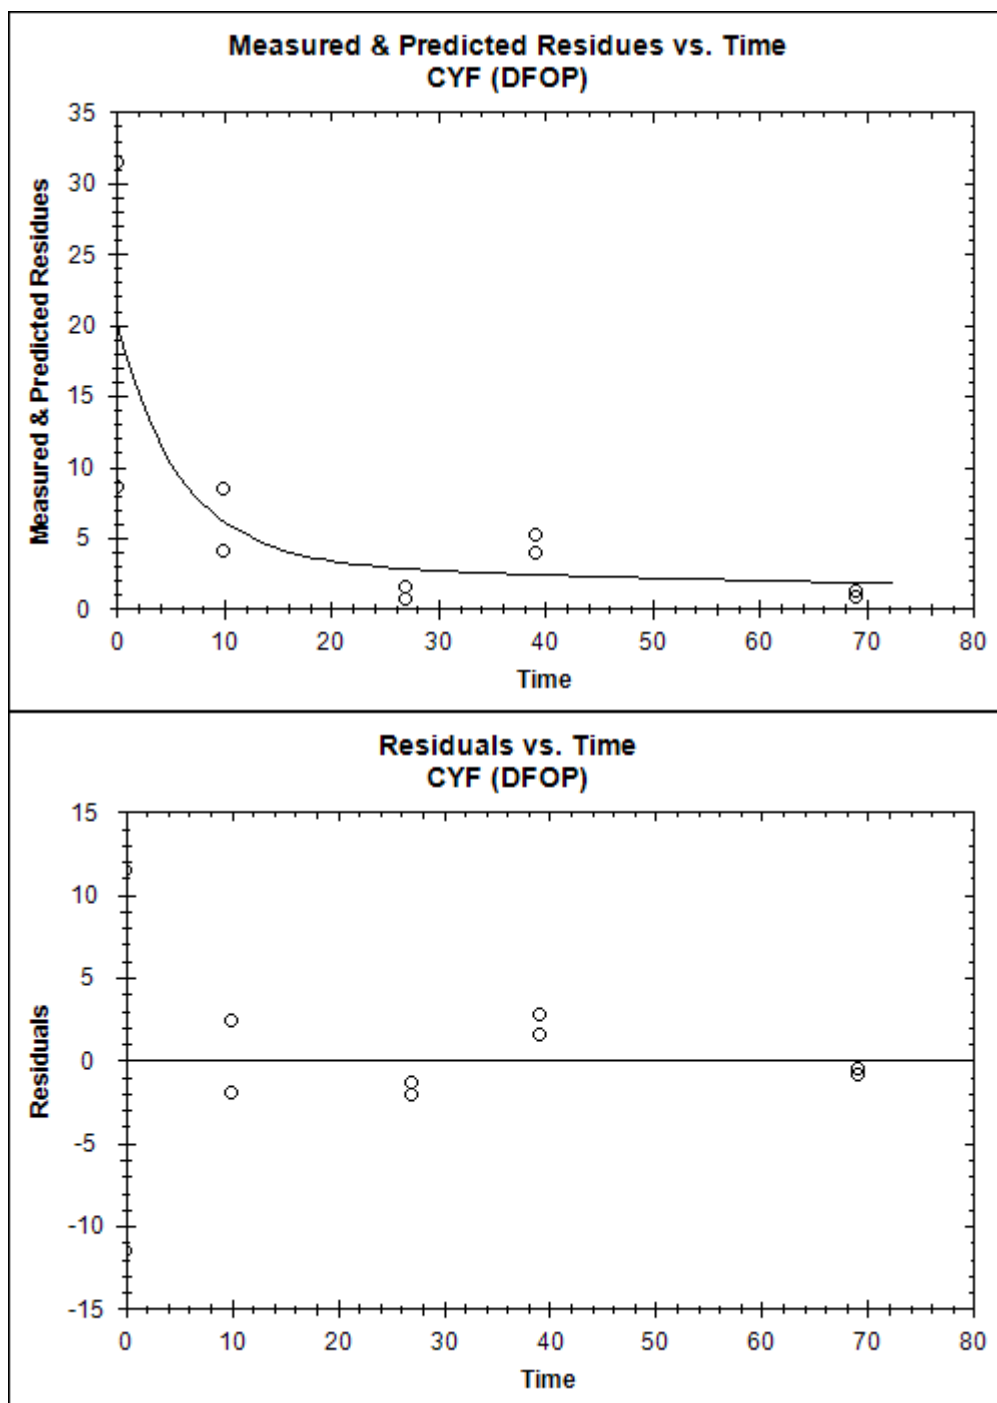 Measured & Predicted Residues vs. Time
CYF (DFOP)
Measured & Predicted Residues
35
30
25
20
15
10
5
0
0 10 20 30 40 50 60 70 80
Time
Residuals vs. Time
CYF (DFOP)
Residuals
15
10
5
0
-5
-10
-15
0 10 20 30 40 50 60 70 80
Time